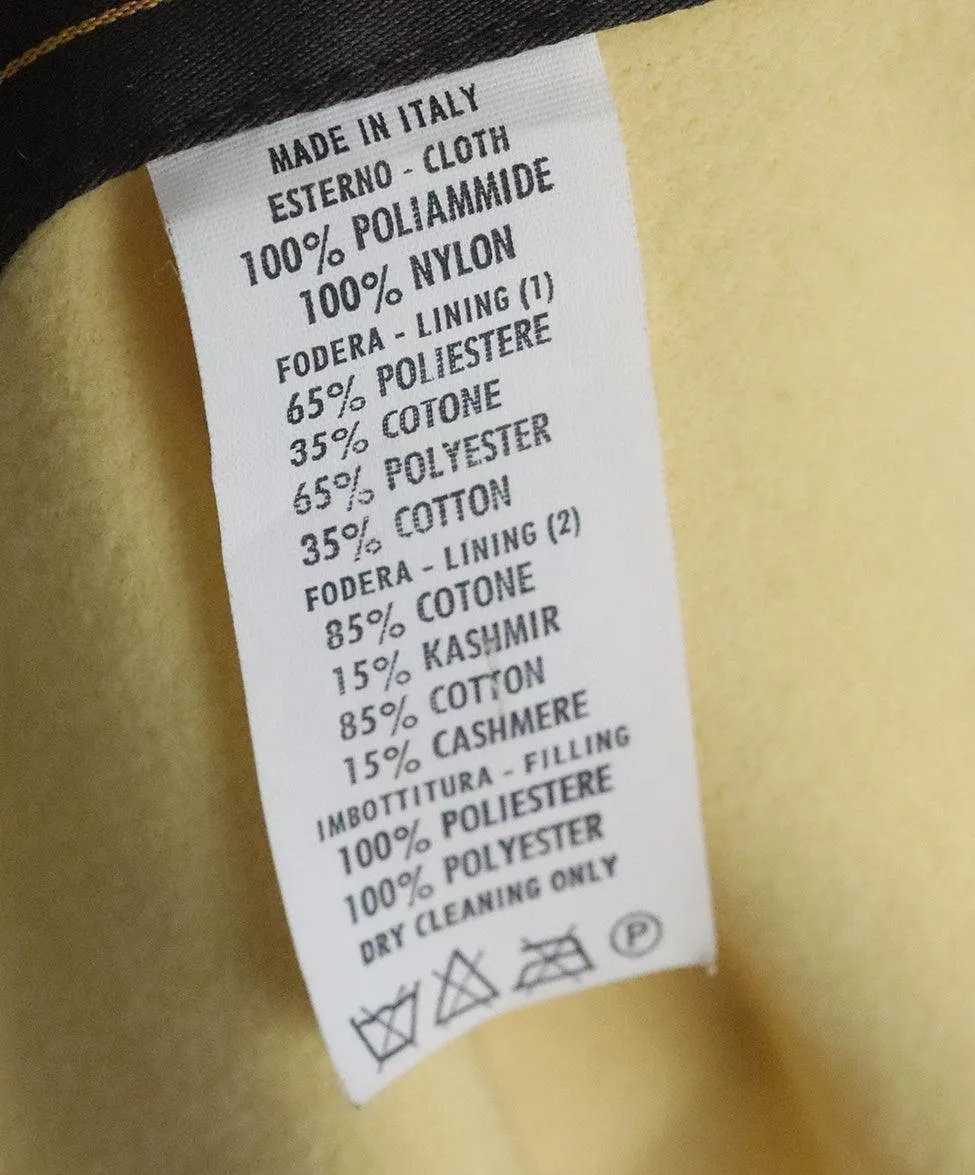 MADE IN ITALY
ESTERNO - CLOTH
100% POLIAMMIDE
100% NYLON
FODERA - LINING (1)
65% POLIESTERE
35% COTONE
65% POLYESTER
35% COTTON
FODERA - LINING (2)
85% COTONE
15% KASHMIR
85% COTTON
15% CASHMERE
IMBOTTITURA - FILLING
100% POLIESTERE
100% POLYESTER
DRY CLEANING ONLY
P